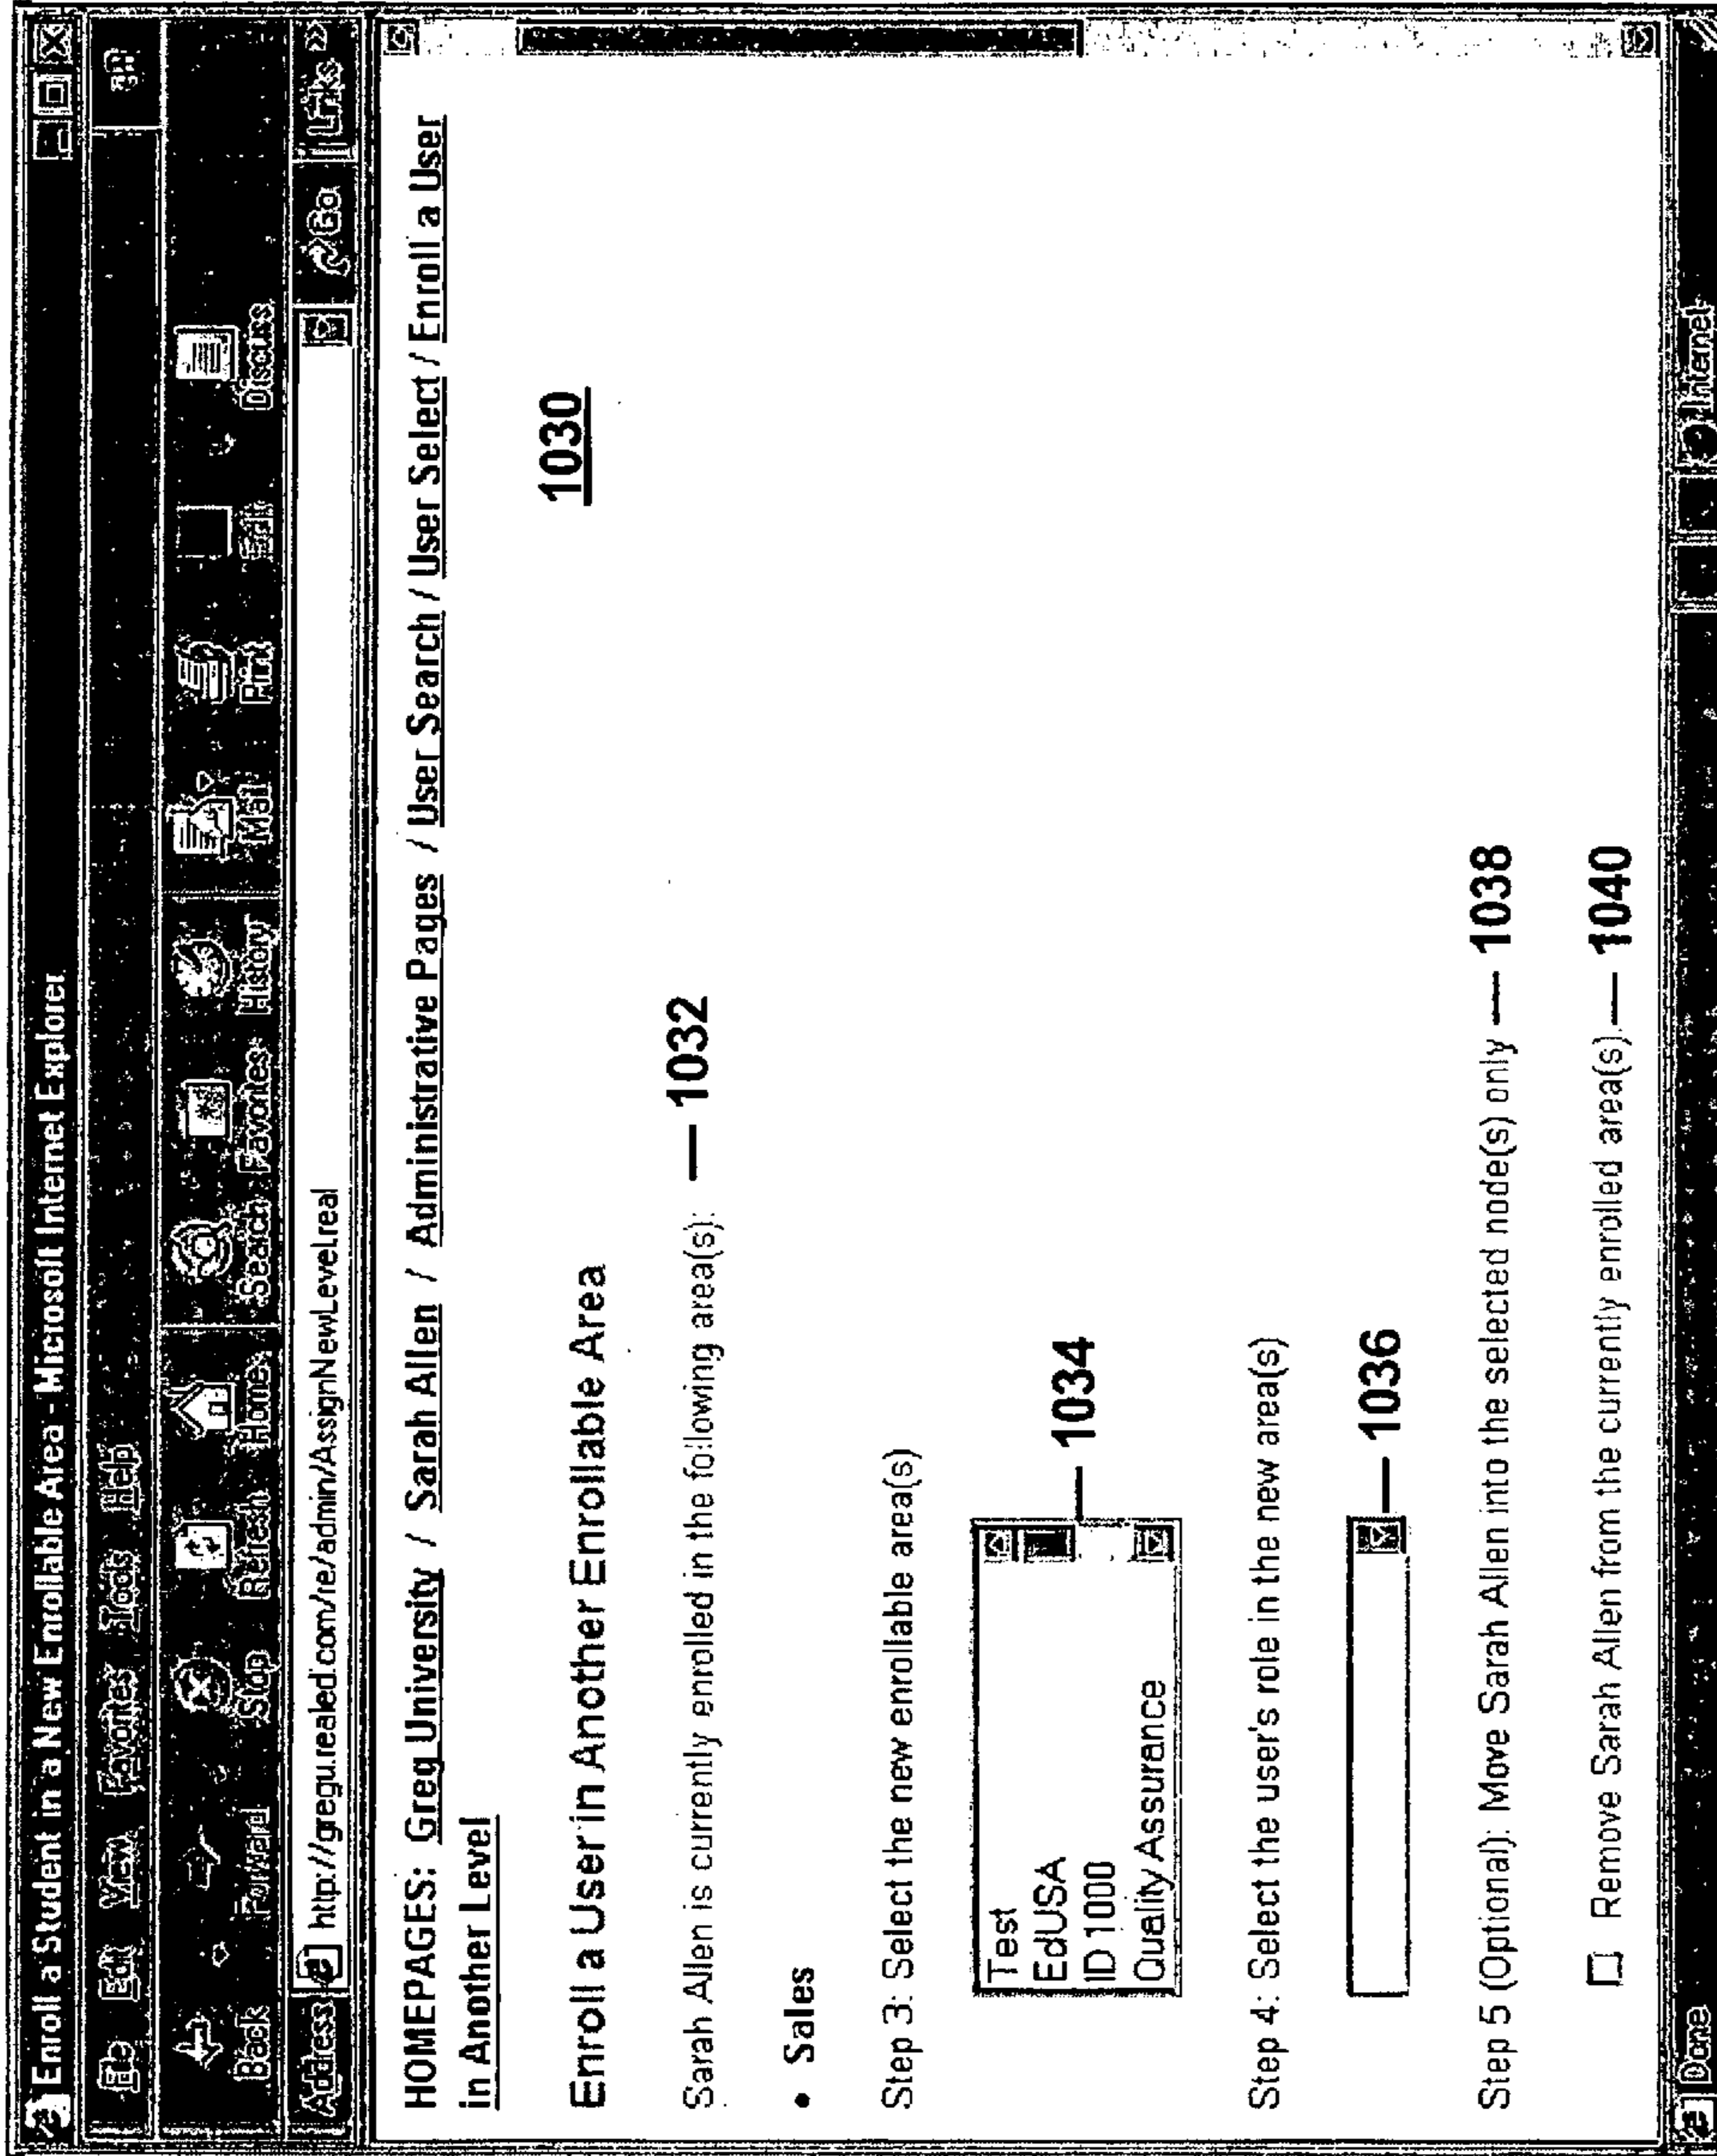 Enroll a Student in a New Enrollable Area - Microsoft Internet Explorer
File Edit View Favorites Tools Help
Back Forward Stop Refresh Home Search Favorites History Mail Print Edit Discuss
Address http://gregu.realed.com/re/admin/AssignNewLevel.real Go Links »
HOMEPAGES: Greg University / Sarah Allen / Administrative Pages / User Search / User Select / Enroll a User
in Another Level
1030
Enroll a User in Another Enrollable Area
Sarah Allen is currently enrolled in the following area(s): — 1032
• Sales
Step 3: Select the new enrollable area(s)
Test
EdUSA
ID 1000
Quality Assurance
1034
Step 4: Select the user's role in the new area(s)
1036
Step 5 (Optional): Move Sarah Allen into the selected node(s) only — 1038
Remove Sarah Allen from the currently enrolled area(s). — 1040
Done Internet